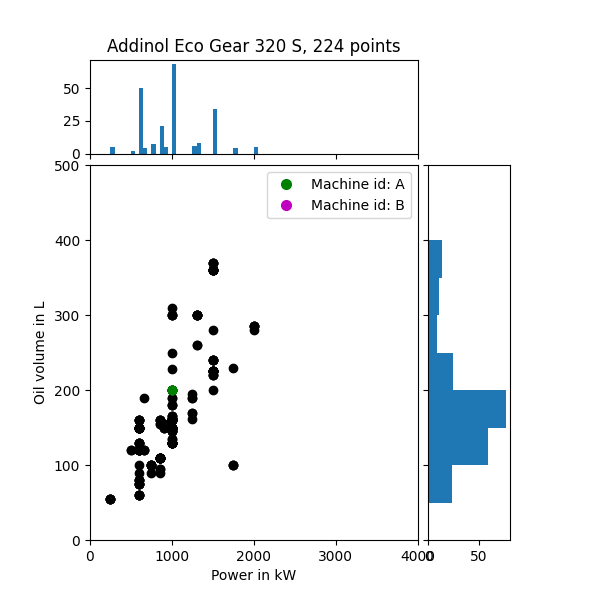 Addinol Eco Gear 320 S, 224 points
50
25
0
500
400
300
200
100
0
Oil volume in L
Machine id: A
Machine id: B
0 1000 2000 3000 4000
Power in kW
0 50